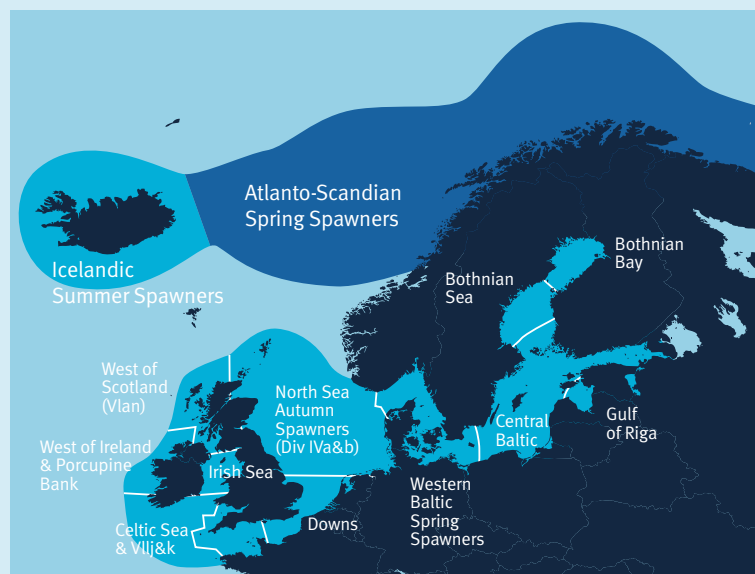 Atlanto-Scandian
Spring Spawners
Icelandic
Summer Spawners
Bothnian
Bay
Bothnian
Sea
West of
Scotland
(Vlan)
North Sea
Autumn
Spawners
(Div IVa&b)
Central
Baltic
Gulf
of Riga
West of Ireland
& Porcupine
Bank
Irish Sea
Western
Baltic
Spring
Spawners
Celtic Sea
& Vllj&k
Downs